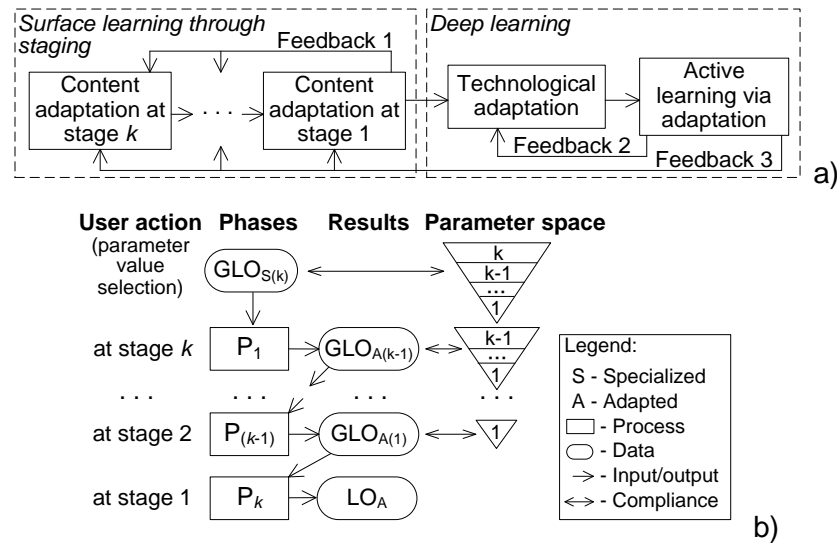 Surface learning through
staging
Feedback 1
Deep learning
Content
adaptation at
stage k
. . .
Content
adaptation at
stage 1
Technological
adaptation
Active
learning via
adaptation
Feedback 2
Feedback 3
a)
User action Phases Results Parameter space
(parameter
value
selection)
GLOS(k)
k
k-1
...
1
at stage k P1 GLOA(k-1)
k-1
...
1
. . . . . . . . . . . .
at stage 2 P(k-1) GLOA(1) 1
at stage 1 Pk LOA
Legend:
S - Specialized
A - Adapted
- Process
- Data
- Input/output
- Compliance
b)